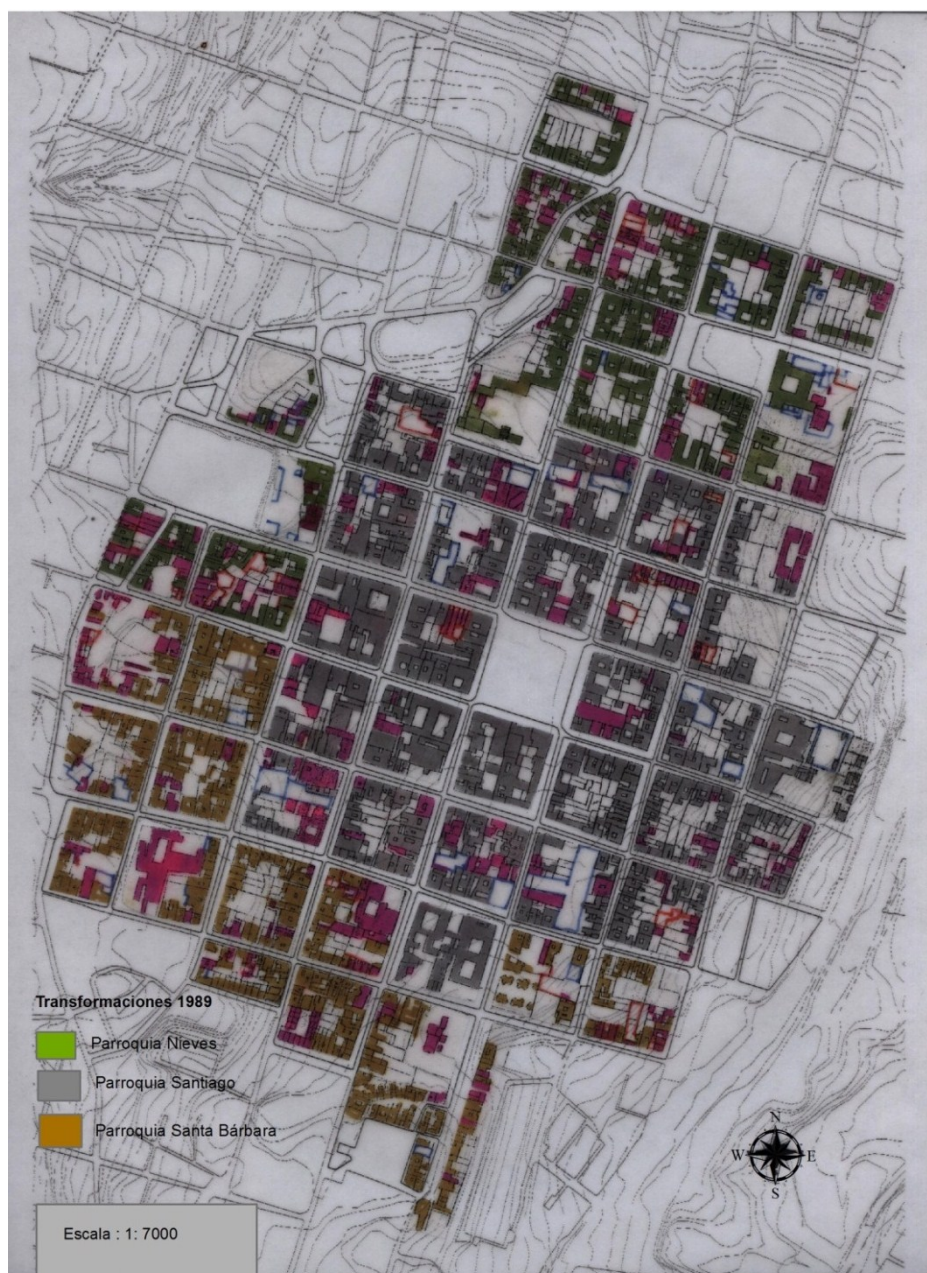 Transformaciones 1989
Parroquia Nieves
Parroquia Santiago
Parroquia Santa Bárbara
N
W E
S
Escala : 1: 7000